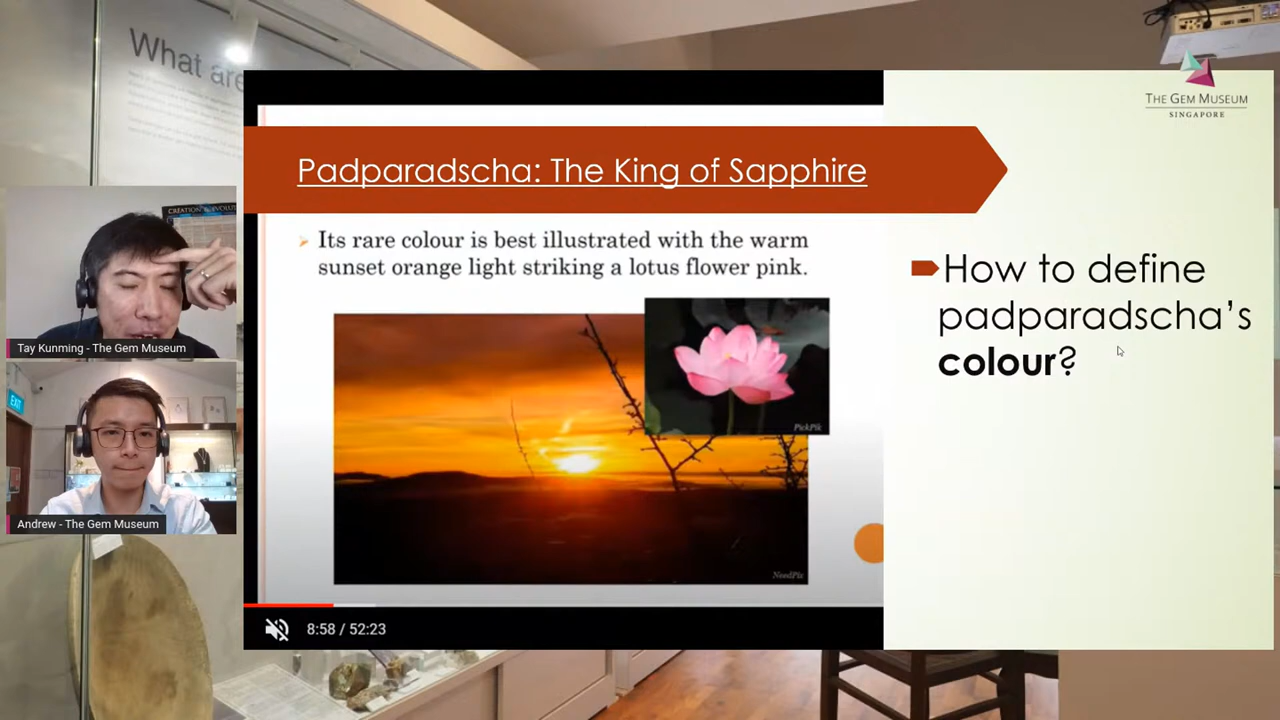 What are
THE GEM MUSEUM
SINGAPORE
Padparadscha: The King of Sapphire
Its rare colour is best illustrated with the warm
sunset orange light striking a lotus flower pink.
PickPik
NeedPix
8:58 / 52:23
How to define
padparadscha’s
colour?
Tay Kunming - The Gem Museum
EXIT
Andrew - The Gem Museum